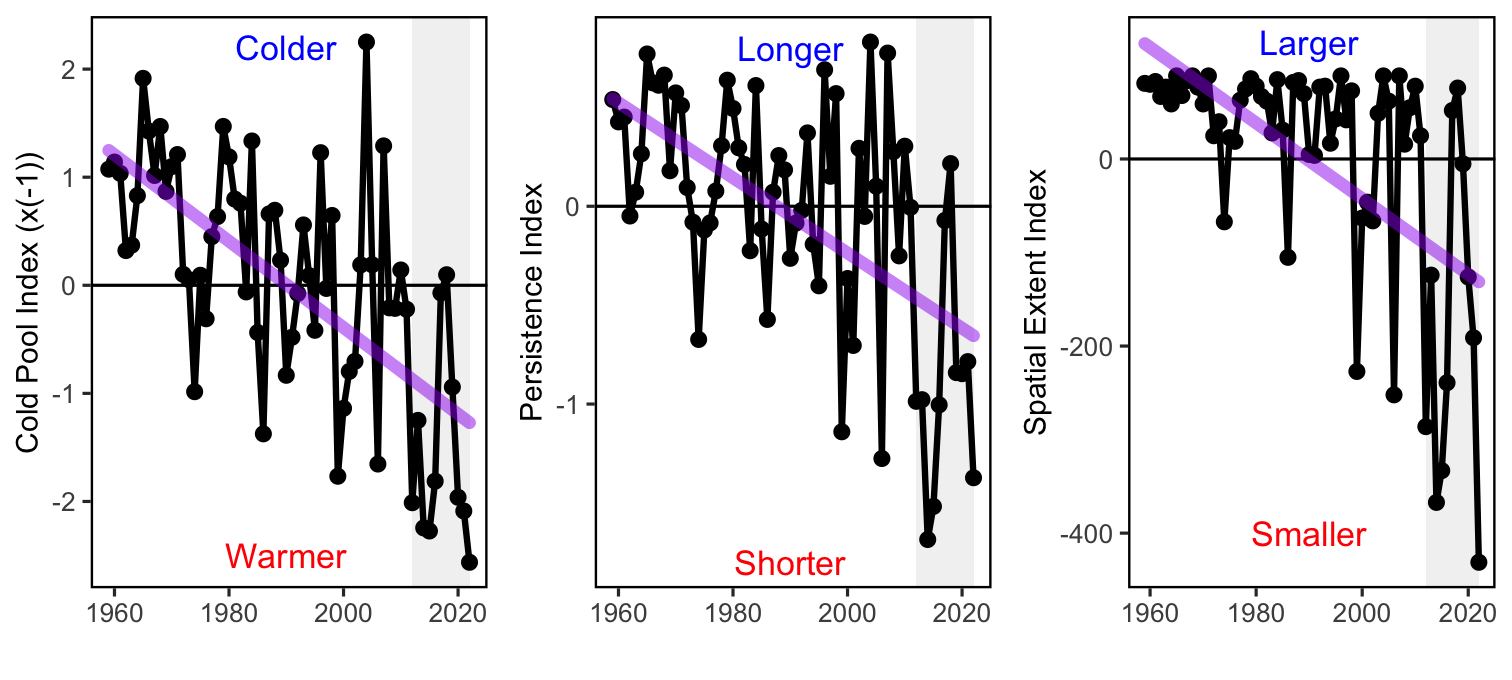 Cold Pool Index (x(-1))
2
1
0
-1
-2
Colder
Warmer
1960 1980 2000 2020
Persistence Index
0
-1
Longer
Shorter
1960 1980 2000 2020
Spatial Extent Index
0
-200
-400
Larger
Smaller
1960 1980 2000 2020